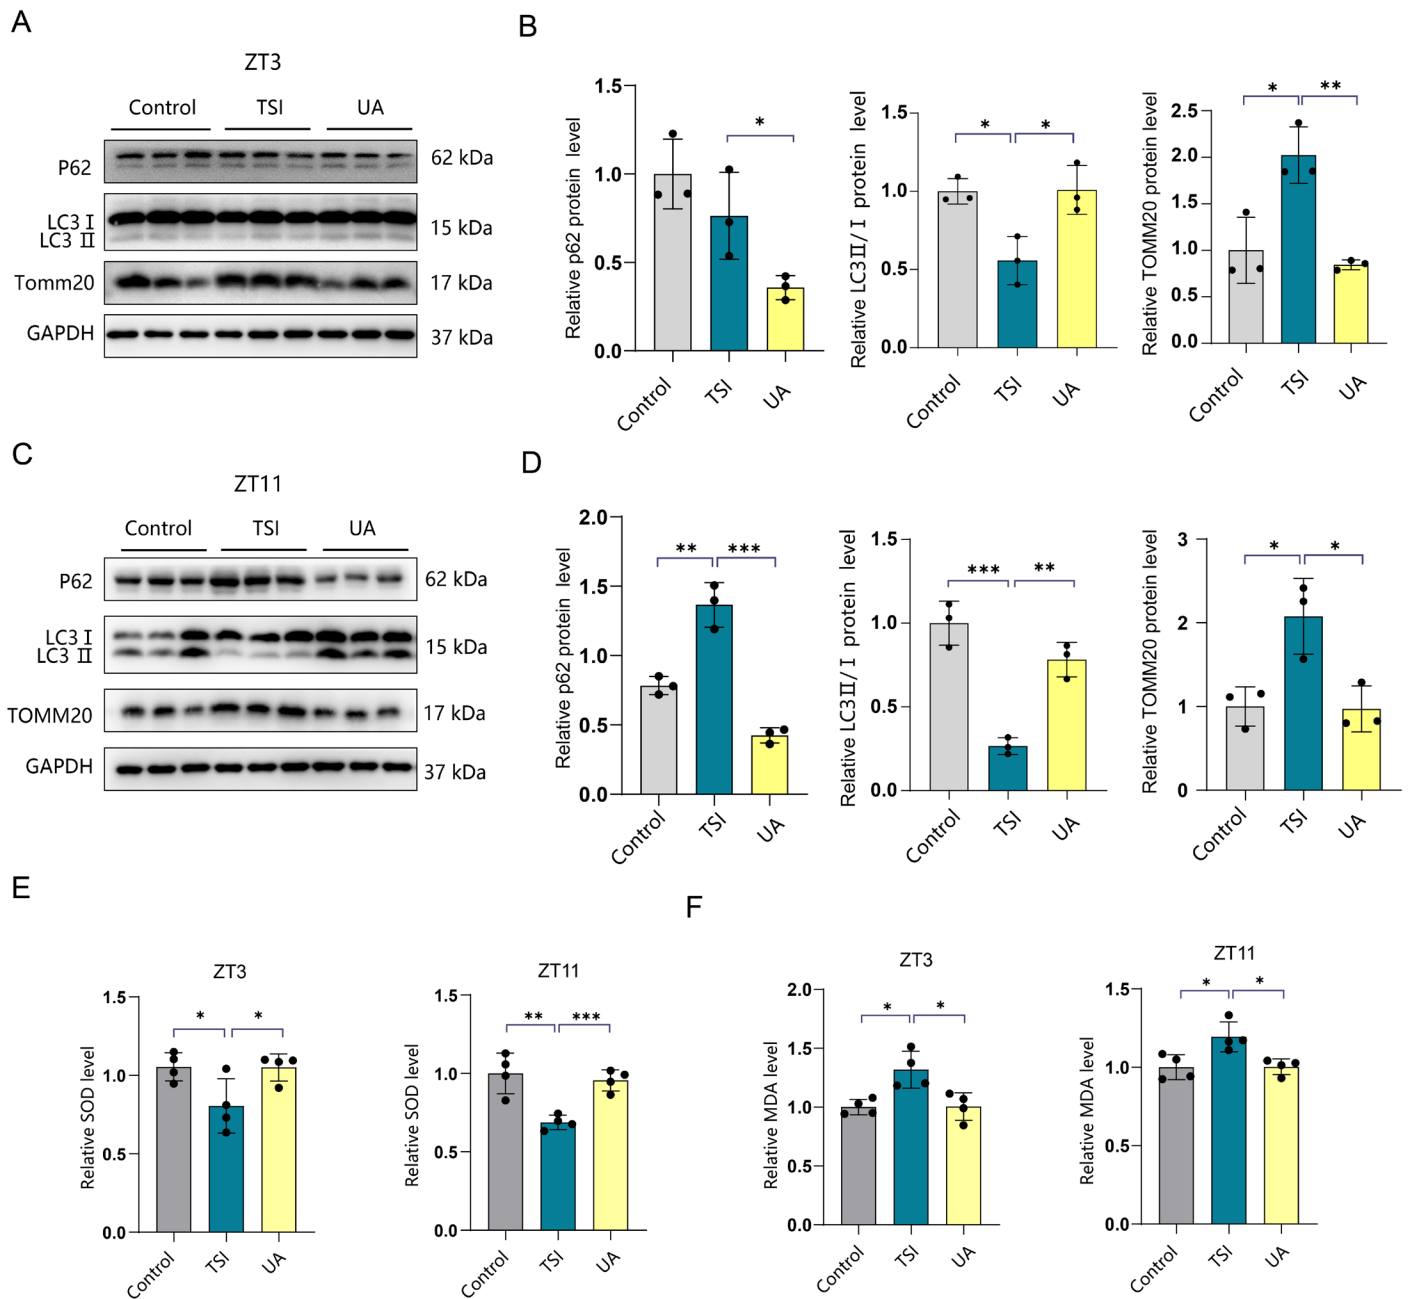 A
ZT3
Control TSI UA
P62 62 kDa
LC3 Ⅰ
LC3 Ⅱ 15 kDa
Tomm20 17 kDa
GAPDH 37 kDa
B
Relative p62 protein level
1.5
1.0
0.5
0.0
*
Control TSI UA
Relative LC3Ⅱ/Ⅰ protein level
1.5
1.0
0.5
0.0
* *
Control TSI UA
Relative TOMM20 protein level
2.5
2.0
1.5
1.0
0.5
0.0
* **
Control TSI UA
C
ZT11
Control TSI UA
P62 62 kDa
LC3 Ⅰ
LC3 Ⅱ 15 kDa
TOMM20 17 kDa
GAPDH 37 kDa
D
Relative p62 protein level
2.0
1.5
1.0
0.5
0.0
** ***
Control TSI UA
Relative LC3Ⅱ/Ⅰ protein level
1.5
1.0
0.5
0.0
*** **
Control TSI UA
Relative TOMM20 protein level
3
2
1
0
* *
Control TSI UA
E
ZT3
Relative SOD level
1.5
1.0
0.5
0.0
* *
Control TSI UA
ZT11
Relative SOD level
1.5
1.0
0.5
0.0
** ***
Control TSI UA
F
ZT3
Relative MDA level
2.0
1.5
1.0
0.5
0.0
* *
Control TSI UA
ZT11
Relative MDA level
1.5
1.0
0.5
0.0
* *
Control TSI UA